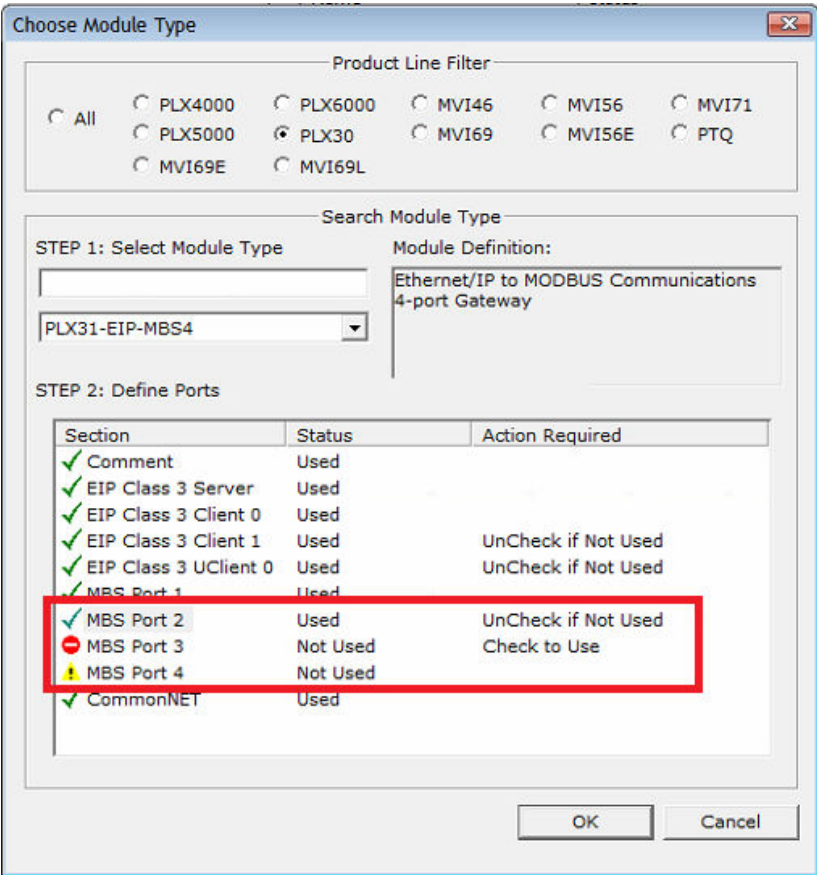 Choose Module Type
Product Line Filter
All
PLX4000 PLX6000 MVI46 MVI56 MVI71
PLX5000 PLX30 MVI69 MVI56E PTQ
MVI69E MVI69L
Search Module Type
STEP 1: Select Module Type
Module Definition:
Ethernet/IP to MODBUS Communications
4-port Gateway
PLX31-EIP-MBS4
STEP 2: Define Ports
Section Status Action Required
Comment Used
EIP Class 3 Server Used
EIP Class 3 Client 0 Used
EIP Class 3 Client 1 Used UnCheck if Not Used
EIP Class 3 UClient 0 Used UnCheck if Not Used
MBS Port 1 Used
MBS Port 2 Used UnCheck if Not Used
MBS Port 3 Not Used Check to Use
MBS Port 4 Not Used
CommonNET Used
OK Cancel